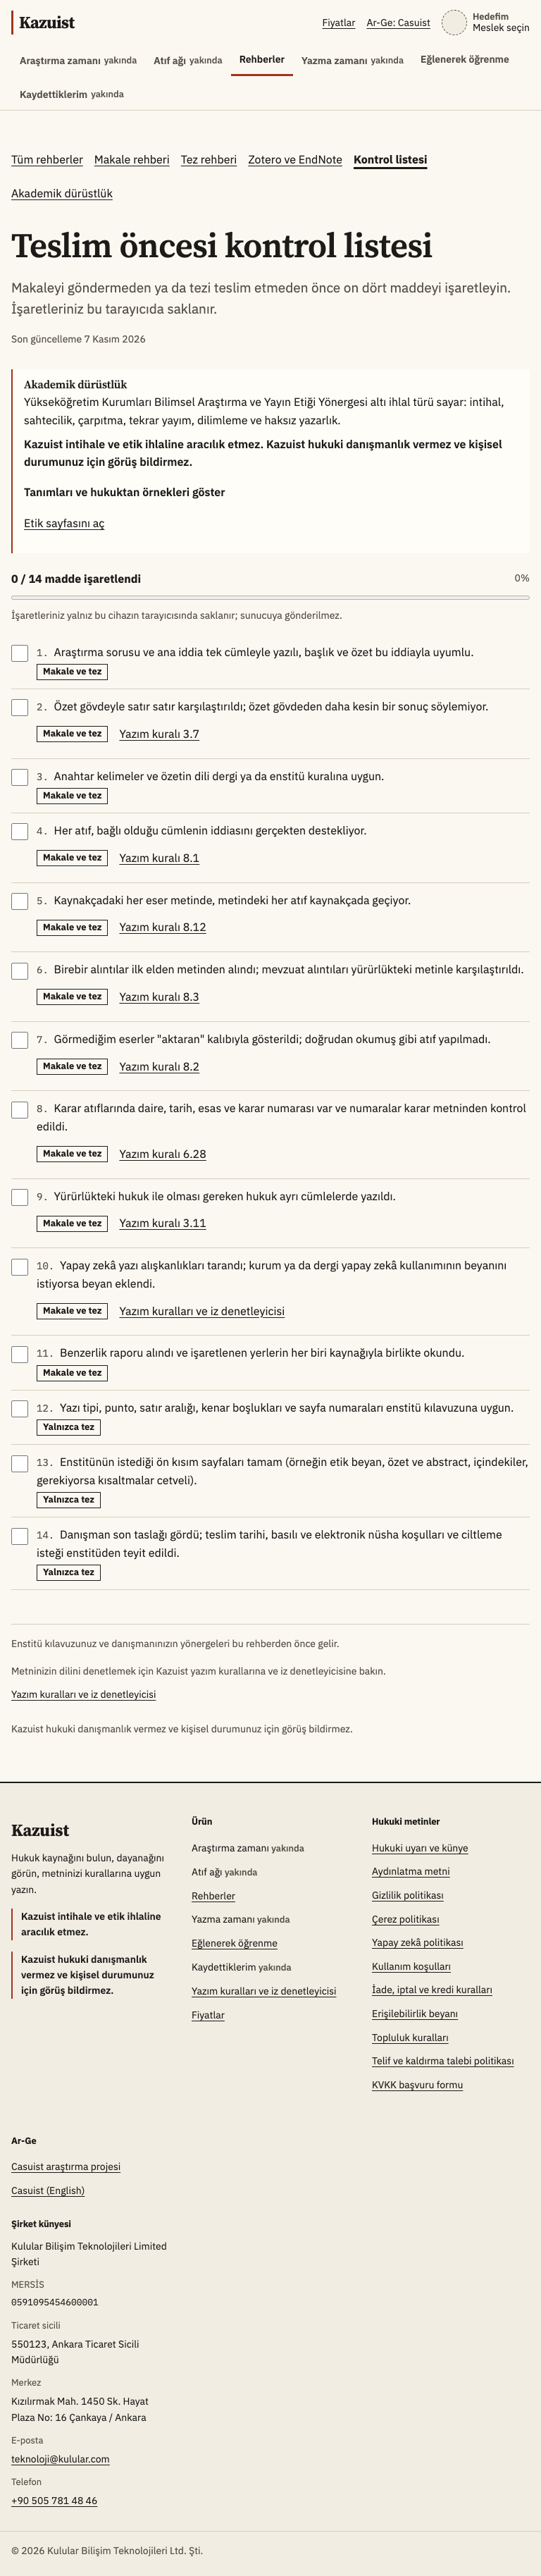 Kazuist
Fiyatlar
Ar-Ge: Casuist
Hedefim
Meslek seçin
Araştırma zamanı yakında
Atıf ağı yakında
Rehberler
Yazma zamanı yakında
Eğlenerek öğrenme
Kaydettiklerim yakında
Tüm rehberler
Makale rehberi
Tez rehberi
Zotero ve EndNote
Kontrol listesi
Akademik dürüstlük
Teslim öncesi kontrol listesi
Makaleyi göndermeden ya da tezi teslim etmeden önce on dört maddeyi işaretleyin.
İşaretleriniz bu tarayıcıda saklanır.
Son güncelleme 7 Kasım 2026
Akademik dürüstlük
Yükseköğretim Kurumları Bilimsel Araştırma ve Yayın Etiği Yönergesi altı ihlal türü sayar: intihal,
sahtecilik, çarpıtma, tekrar yayım, dilimleme ve haksız yazarlık.
Kazuist intihale ve etik ihlaline aracılık etmez. Kazuist hukuki danışmanlık vermez ve kişisel
durumunuz için görüş bildirmez.
Tanımları ve hukuktan örnekleri göster
Etik sayfasını aç
0 / 14 madde işaretlendi
0%
İşaretleriniz yalnız bu cihazın tarayıcısında saklanır; sunucuya gönderilmez.
1. Araştırma sorusu ve ana iddia tek cümleyle yazılı, başlık ve özet bu iddiayla uyumlu.
Makale ve tez
2. Özet gövdeyle satır satır karşılaştırıldı; özet gövdeden daha kesin bir sonuç söylemiyor.
Makale ve tez
Yazım kuralı 3.7
3. Anahtar kelimeler ve özetin dili dergi ya da enstitü kuralına uygun.
Makale ve tez
4. Her atıf, bağlı olduğu cümlenin iddiasını gerçekten destekliyor.
Makale ve tez
Yazım kuralı 8.1
5. Kaynakçadaki her eser metinde, metindeki her atıf kaynakçada geçiyor.
Makale ve tez
Yazım kuralı 8.12
6. Birebir alıntılar ilk elden metinden alındı; mevzuat alıntıları yürürlükteki metinle karşılaştırıldı.
Makale ve tez
Yazım kuralı 8.3
7. Görmediğim eserler "aktaran" kalıbıyla gösterildi; doğrudan okumuş gibi atıf yapılmadı.
Makale ve tez
Yazım kuralı 8.2
8. Karar atıflarında daire, tarih, esas ve karar numarası var ve numaralar karar metninden kontrol
edildi.
Makale ve tez
Yazım kuralı 6.28
9. Yürürlükteki hukuk ile olması gereken hukuk ayrı cümlelerde yazıldı.
Makale ve tez
Yazım kuralı 3.11
10. Yapay zekâ yazı alışkanlıkları tarandı; kurum ya da dergi yapay zekâ kullanımının beyanını
istiyorsa beyan eklendi.
Makale ve tez
Yazım kuralları ve iz denetleyicisi
11. Benzerlik raporu alındı ve işaretlenen yerlerin her biri kaynağıyla birlikte okundu.
Makale ve tez
12. Yazı tipi, punto, satır aralığı, kenar boşlukları ve sayfa numaraları enstitü kılavuzuna uygun.
Yalnızca tez
13. Enstitünün istediği ön kısım sayfaları tamam (örneğin etik beyan, özet ve abstract, içindekiler,
gerekiyorsa kısaltmalar cetveli).
Yalnızca tez
14. Danışman son taslağı gördü; teslim tarihi, basılı ve elektronik nüsha koşulları ve ciltleme
isteği enstitüden teyit edildi.
Yalnızca tez
Enstitü kılavuzunuz ve danışmanınızın yönergeleri bu rehberden önce gelir.
Metninizin dilini denetlemek için Kazuist yazım kurallarına ve iz denetleyicisine bakın.
Yazım kuralları ve iz denetleyicisi
Kazuist hukuki danışmanlık vermez ve kişisel durumunuz için görüş bildirmez.
Kazuist
Hukuk kaynağını bulun, dayanağını
görün, metninizi kurallarına uygun
yazın.
Kazuist intihale ve etik ihlaline
aracılık etmez.
Kazuist hukuki danışmanlık
vermez ve kişisel durumunuz
için görüş bildirmez.
Ürün
Araştırma zamanı yakında
Atıf ağı yakında
Rehberler
Yazma zamanı yakında
Eğlenerek öğrenme
Kaydettiklerim yakında
Yazım kuralları ve iz denetleyicisi
Fiyatlar
Hukuki metinler
Hukuki uyarı ve künye
Aydınlatma metni
Gizlilik politikası
Çerez politikası
Yapay zekâ politikası
Kullanım koşulları
İade, iptal ve kredi kuralları
Erişilebilirlik beyanı
Topluluk kuralları
Telif ve kaldırma talebi politikası
KVKK başvuru formu
Ar-Ge
Casuist araştırma projesi
Casuist (English)
Şirket künyesi
Kulular Bilişim Teknolojileri Limited
Şirketi
MERSİS
0591095454600001
Ticaret sicili
550123, Ankara Ticaret Sicili
Müdürlüğü
Merkez
Kızılırmak Mah. 1450 Sk. Hayat
Plaza No: 16 Çankaya / Ankara
E-posta
teknoloji@kulular.com
Telefon
+90 505 781 48 46
© 2026 Kulular Bilişim Teknolojileri Ltd. Şti.